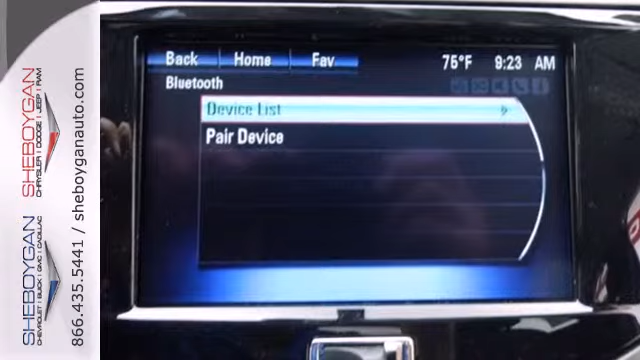 Back Home Fav 75°F 9:23 AM
Bluetooth
Device List
Pair Device
SHEBOYGAN
CHRYSLER | DODGE | JEEP | RAM
SHEBOYGAN
CHEVROLET | BUICK | GMC | CADILLAC
866.435.5441 / sheboyganauto.com